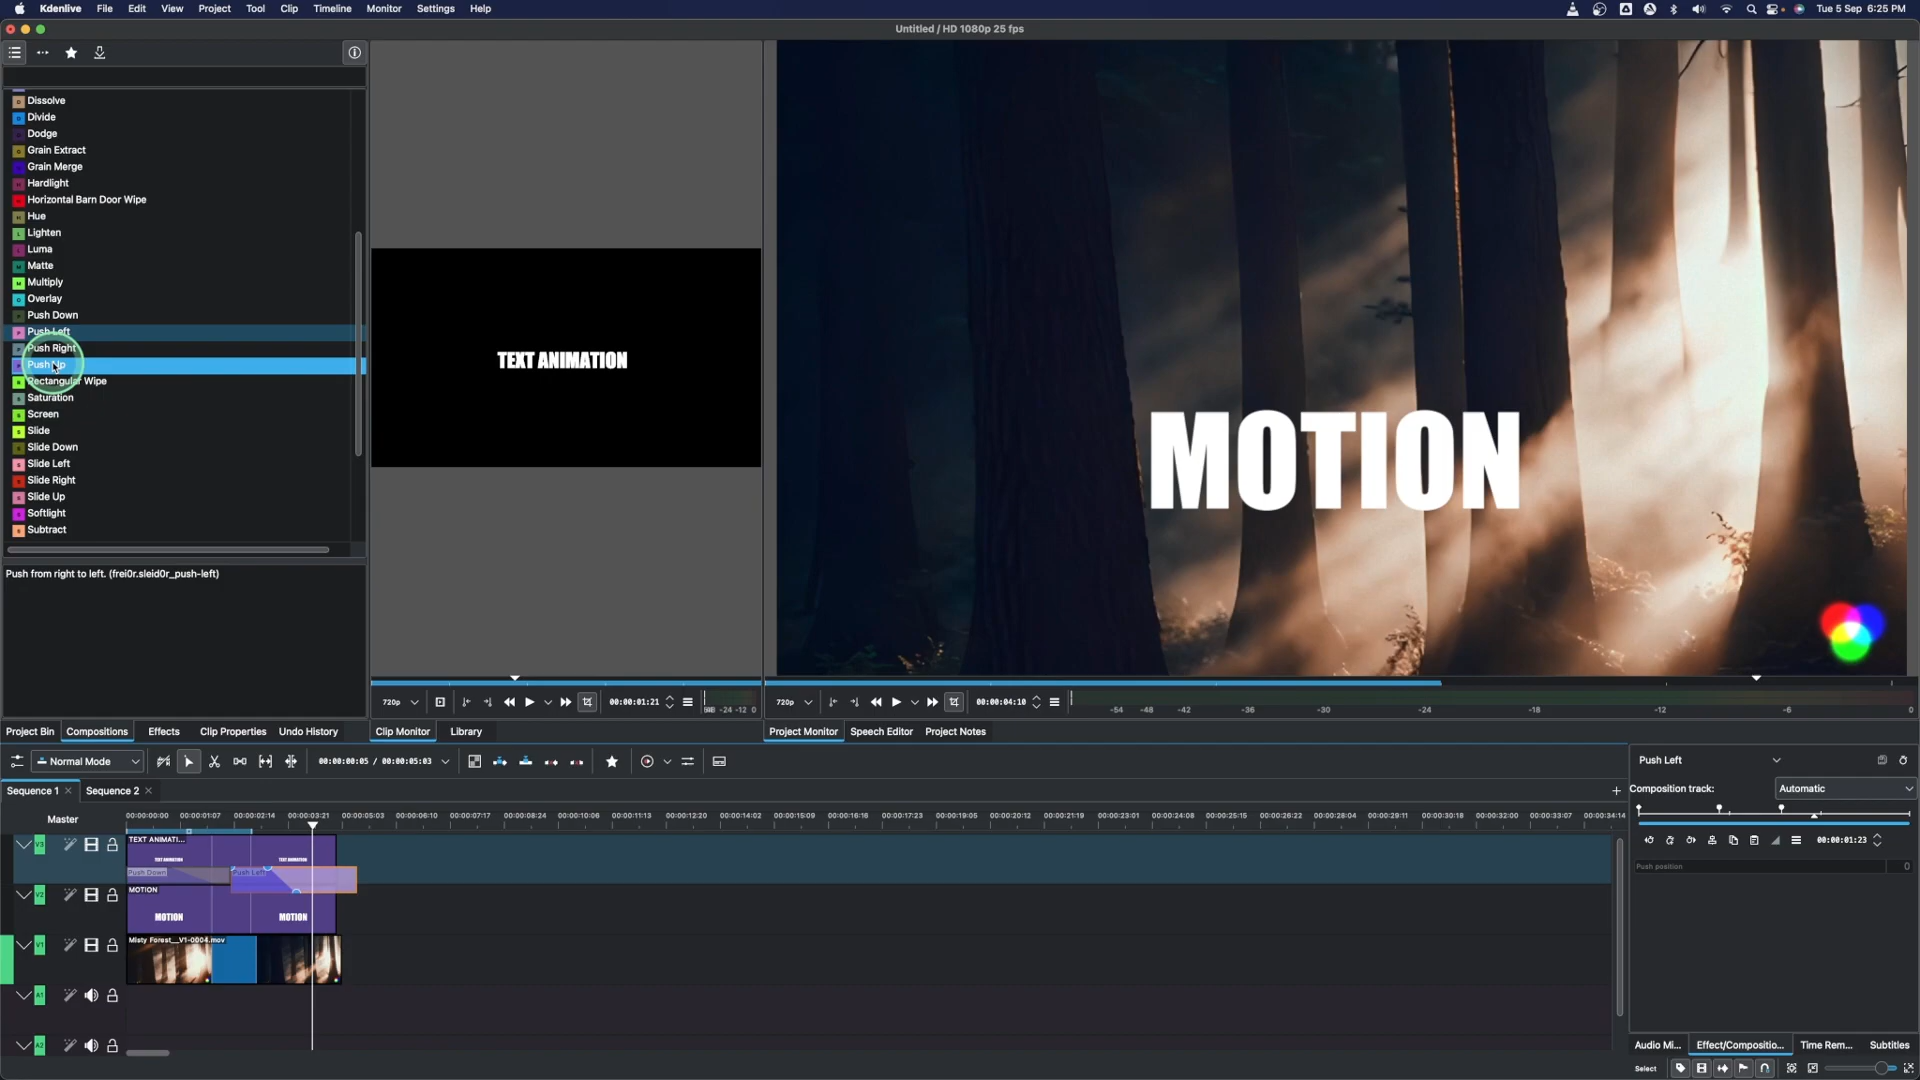 Kdenlive File Edit View Project Tool Clip Timeline Monitor Settings Help
Tue 5 Sep 6:25 PM
Untitled / HD 1080p 25 fps
Dissolve
Divide
Dodge
Grain Extract
Grain Merge
Hardlight
Horizontal Barn Door Wipe
Hue
Lighten
Luma
Matte
Multiply
Overlay
Push Down
Push Left
Push Right
Push Up
Rectangular Wipe
Saturation
Screen
Slide
Slide Down
Slide Left
Slide Right
Slide Up
Softlight
Subtract
Push from right to left. (frei0r.sleid0r_push-left)
TEXT ANIMATION
MOTION
720p 00:00:01:21 -24 -12 0
720p 00:00:04:10 -54 -48 -42 -36 -30 -24 -18 -12 -6 0
Project Bin Compositions Effects Clip Properties Undo History
Clip Monitor Library
Project Monitor Speech Editor Project Notes
Normal Mode 00:00:00:05 / 00:00:05:03
Sequence 1 Sequence 2
Master
00:00:00:00 00:00:01:07 00:00:02:14 00:00:03:21 00:00:05:03 00:00:06:10 00:00:07:17 00:00:08:24 00:00:10:06 00:00:11:13 00:00:12:20 00:00:14:02 00:00:15:09 00:00:16:16 00:00:17:23 00:00:19:05 00:00:20:12 00:00:21:19 00:00:23:01 00:00:24:08 00:00:25:15 00:00:26:22 00:00:28:04 00:00:29:11 00:00:30:18 00:00:32:00 00:00:33:07 00:00:34:14
V3
TEXT ANIMATI...
TEXT ANIMATION TEXT ANIMATION
Push Down Push Left
V2
MOTION
MOTION MOTION
V1
Misty Forest__V1-0004.mov
A1
A2
Push Left
Composition track: Automatic
00:00:01:23
Push position 0
Audio Mi... Effect/Compositio... Time Rem... Subtitles
Select